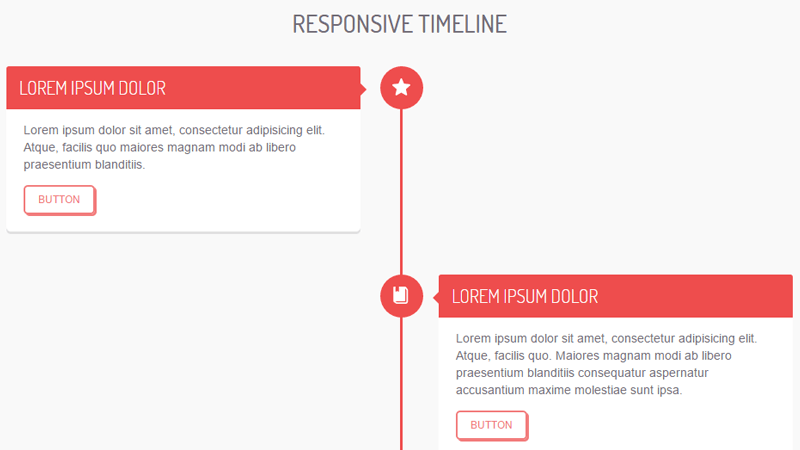 RESPONSIVE TIMELINE
LOREM IPSUM DOLOR
Lorem ipsum dolor sit amet, consectetur adipisicing elit.
Atque, facilis quo maiores magnam modi ab libero
praesentium blanditiis.
BUTTON
LOREM IPSUM DOLOR
Lorem ipsum dolor sit amet, consectetur adipisicing elit.
Atque, facilis quo. Maiores magnam modi ab libero
praesentium blanditiis consequatur aspernatur
accusantium maxime molestiae sunt ipsa.
BUTTON